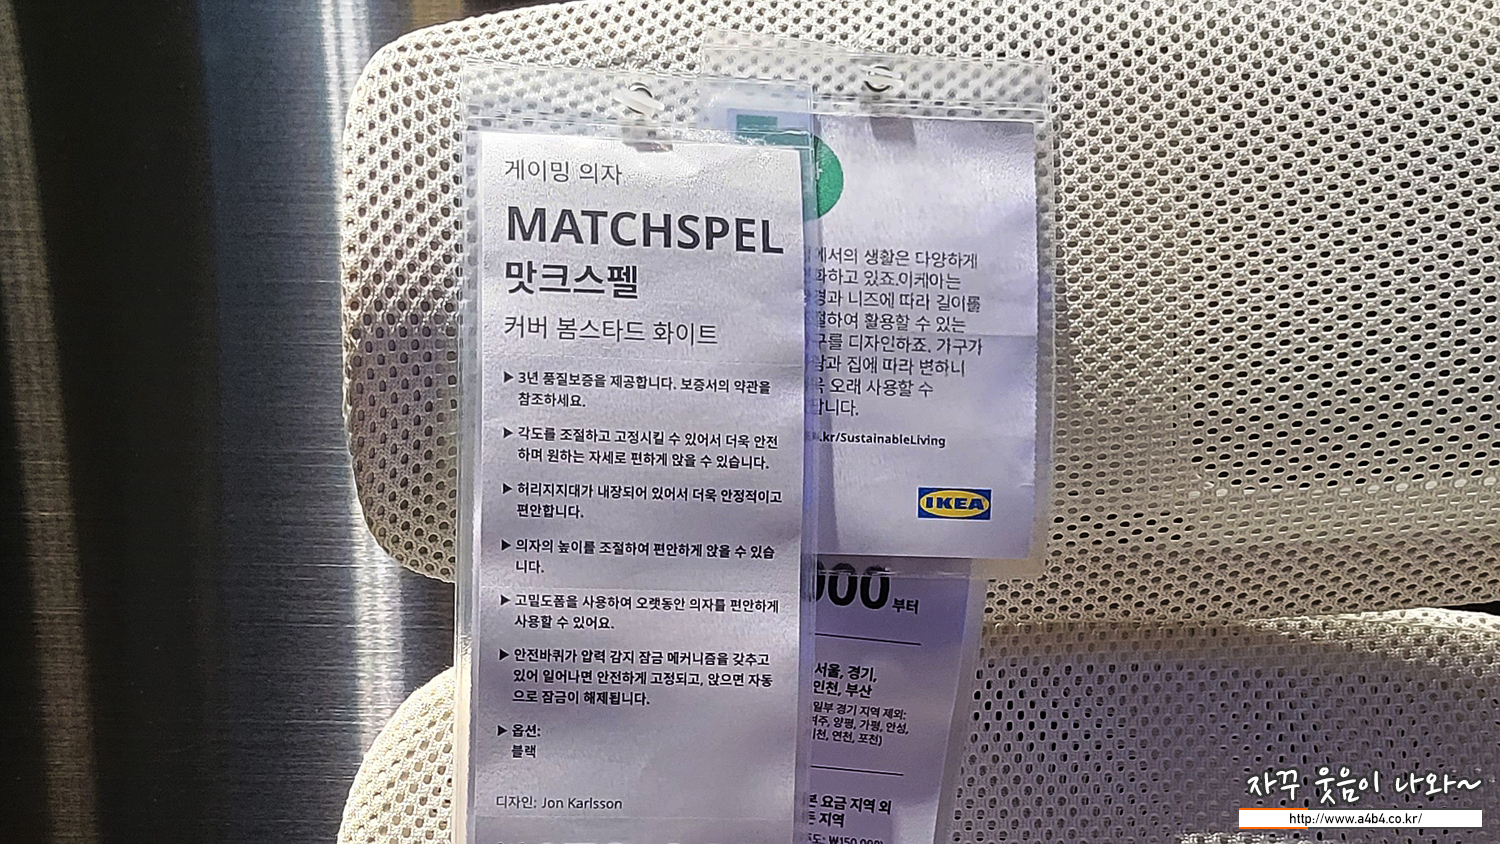 게이밍 의자
MATCHSPEL
맛크스펠
커버 봄스타드 화이트
▶ 3년 품질보증을 제공합니다. 보증서의 약관을
참조하세요.
▶ 각도를 조절하고 고정시킬 수 있어서 더욱 안전
하며 원하는 자세로 편하게 앉을 수 있습니다.
▶ 허리지지대가 내장되어 있어서 더욱 안정적이고
편안합니다.
▶ 의자의 높이를 조절하여 편안하게 앉을 수 있습
니다.
▶ 고밀도폼을 사용하여 오랫동안 의자를 편안하게
사용할 수 있어요.
▶ 안전바퀴가 압력 감지 잠금 메커니즘을 갖추고
있어 일어나면 안전하게 고정되고, 앉으면 자동
으로 잠금이 해제됩니다.
▶ 옵션:
블랙
디자인: Jon Karlsson
에서의 생활은 다양하게
화하고 있죠.이케아는
경과 니즈에 따라 길이를
절하여 활용할 수 있는
구를 디자인하죠. 가구가
람과 집에 따라 변하니
욱 오래 사용할 수
합니다.
.kr/SustainableLiving
IKEA
000 부터
서울, 경기,
인천, 부산
일부 경기 지역 제외:
여주, 양평, 가평, 안성,
이천, 연천, 포천)
본 요금 지역 외
지역
도: ₩150,000)
자꾸 웃음이 나와~
http://www.a4b4.co.kr/